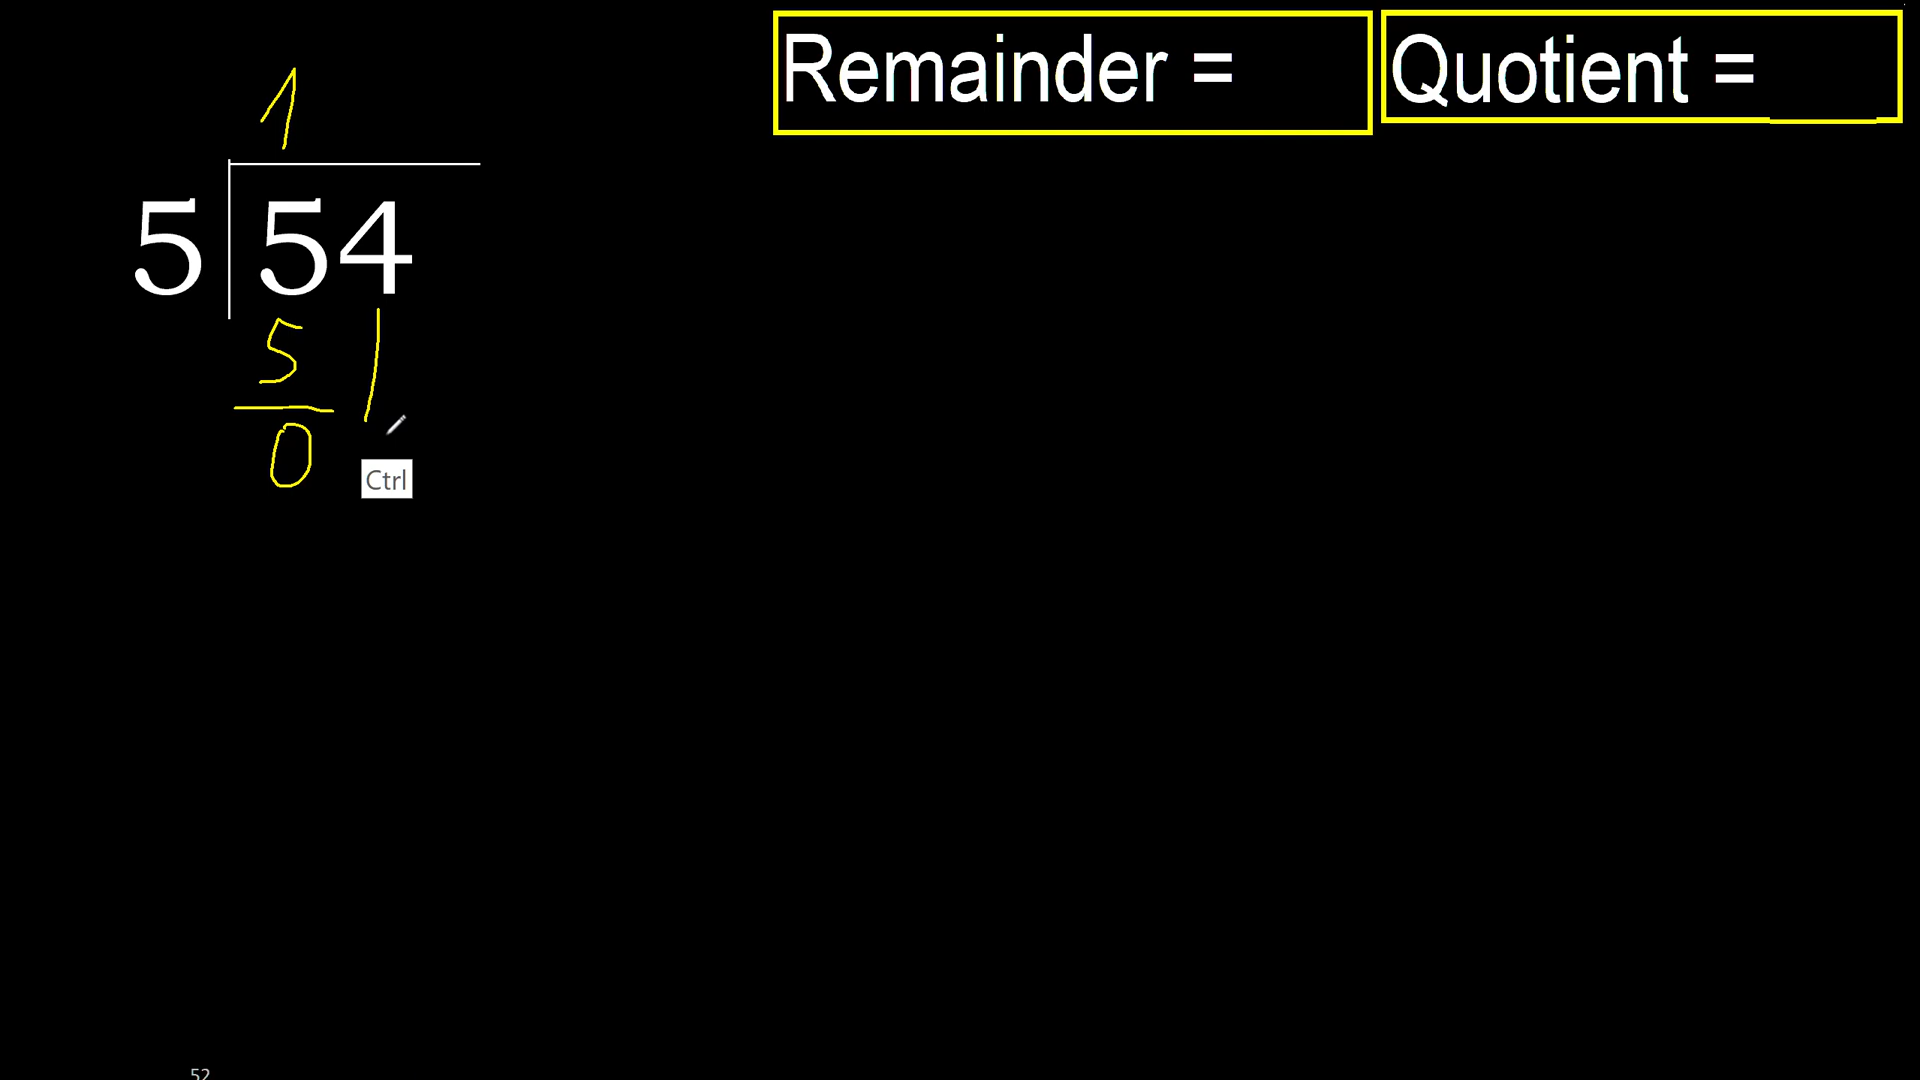 Remainder =
Quotient =
1
5 54
5
0
Ctrl
52